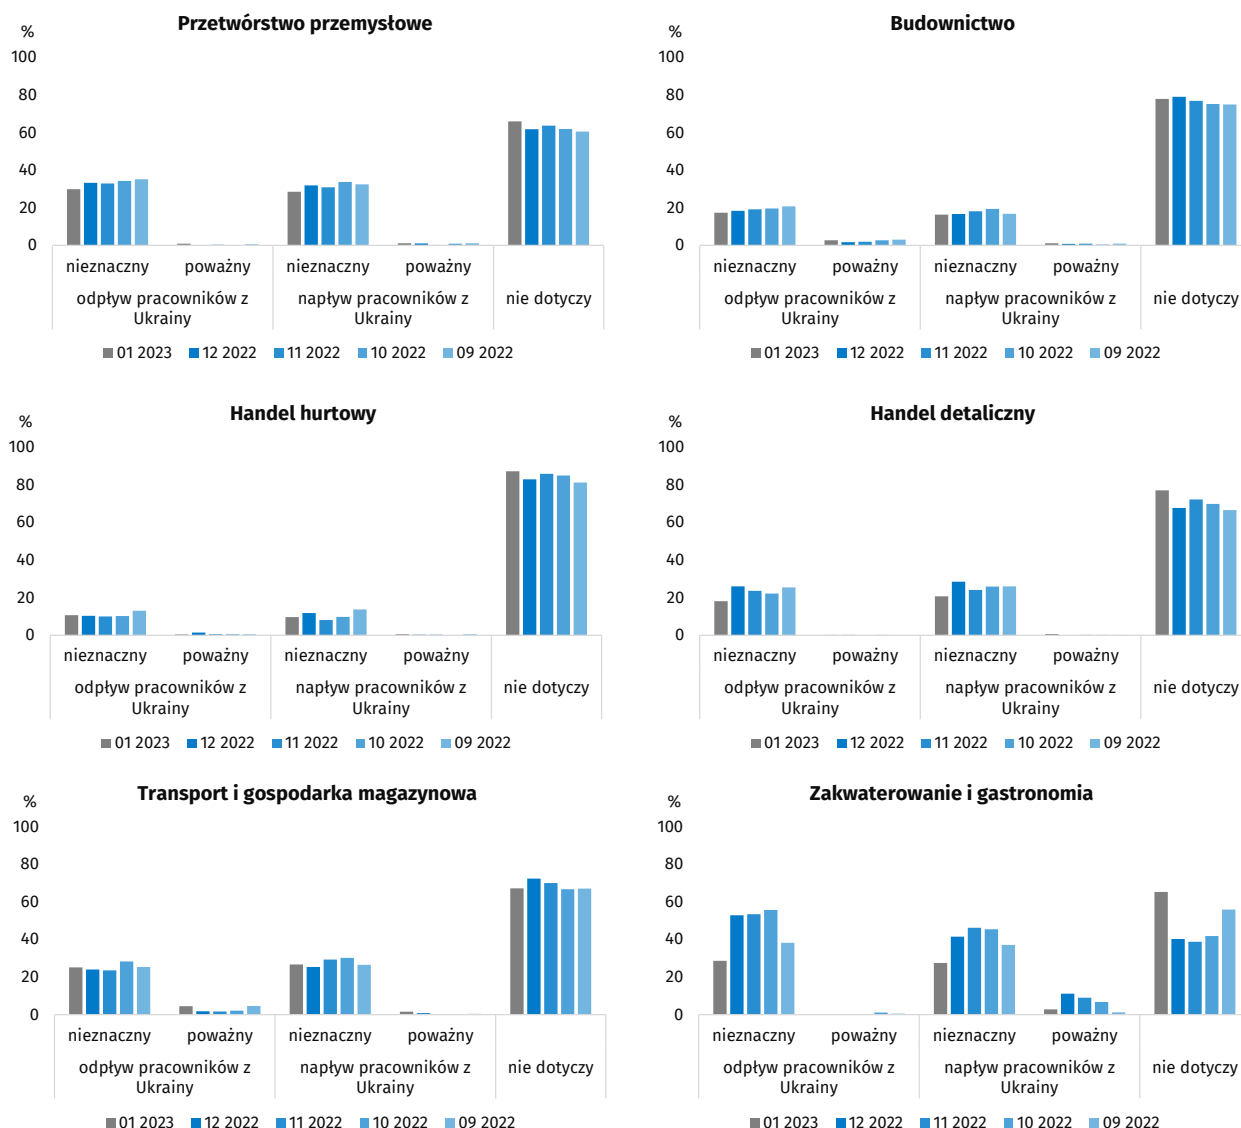 Przetwórstwo przemysłowe
%
100
80
60
40
20
0
nieznaczny poważny nieznaczny poważny
odpływ pracowników z Ukrainy
napływ pracowników z Ukrainy
nie dotyczy
01 2023 12 2022 11 2022 10 2022 09 2022
Budownictwo
%
100
80
60
40
20
0
nieznaczny poważny nieznaczny poważny
odpływ pracowników z Ukrainy
napływ pracowników z Ukrainy
nie dotyczy
01 2023 12 2022 11 2022 10 2022 09 2022
Handel hurtowy
%
100
80
60
40
20
0
nieznaczny poważny nieznaczny poważny
odpływ pracowników z Ukrainy
napływ pracowników z Ukrainy
nie dotyczy
01 2023 12 2022 11 2022 10 2022 09 2022
Handel detaliczny
%
100
80
60
40
20
0
nieznaczny poważny nieznaczny poważny
odpływ pracowników z Ukrainy
napływ pracowników z Ukrainy
nie dotyczy
01 2023 12 2022 11 2022 10 2022 09 2022
Transport i gospodarka magazynowa
%
100
80
60
40
20
0
nieznaczny poważny nieznaczny poważny
odpływ pracowników z Ukrainy
napływ pracowników z Ukrainy
nie dotyczy
01 2023 12 2022 11 2022 10 2022 09 2022
Zakwaterowanie i gastronomia
%
100
80
60
40
20
0
nieznaczny poważny nieznaczny poważny
odpływ pracowników z Ukrainy
napływ pracowników z Ukrainy
nie dotyczy
01 2023 12 2022 11 2022 10 2022 09 2022